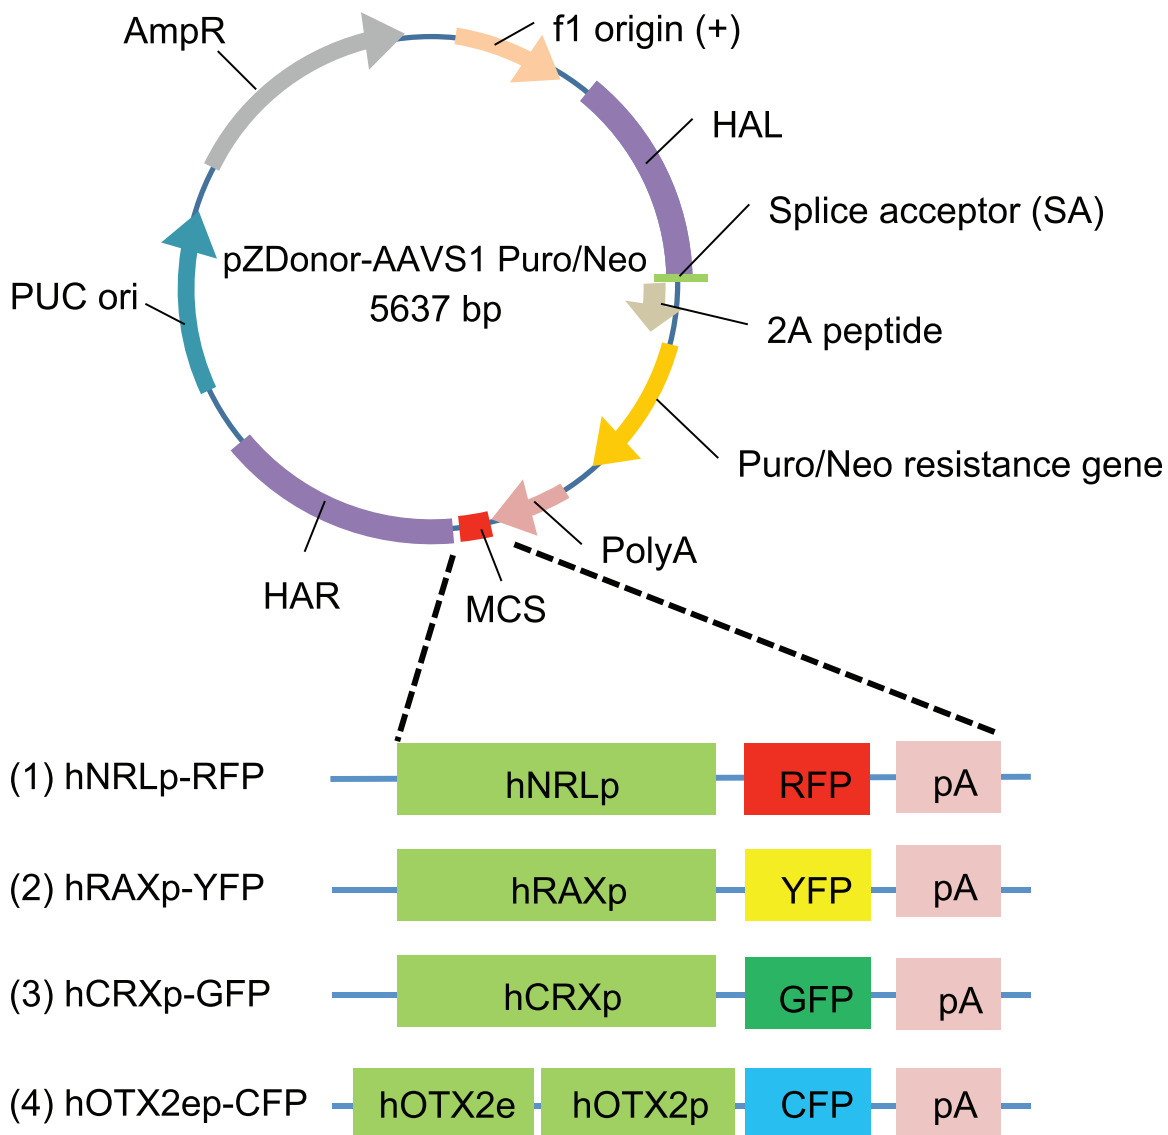 AmpR
f1 origin (+)
HAL
Splice acceptor (SA)
pZDonor-AAVS1 Puro/Neo
5637 bp
PUC ori
2A peptide
Puro/Neo resistance gene
PolyA
HAR
MCS
(1) hNRLp-RFP hNRLp RFP pA
(2) hRAXp-YFP hRAXp YFP pA
(3) hCRXp-GFP hCRXp GFP pA
(4) hOTX2ep-CFP hOTX2e hOTX2p CFP pA